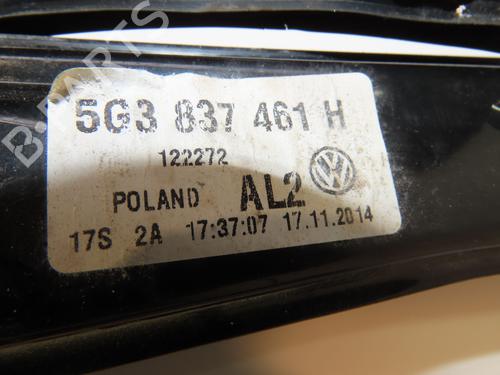 B-PARTS
5G3 837 461 H
122272
POLAND AL2
17S 2A 17:37:07 17.11.2014